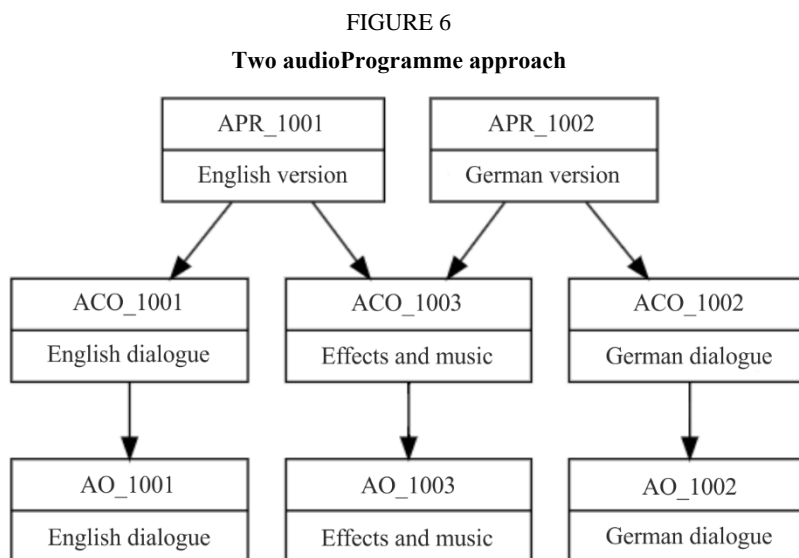 FIGURE 6
Two audioProgramme approach
APR_1001
APR_1002
English version
German version
ACO_1001
ACO_1003
ACO_1002
English dialogue
Effects and music
German dialogue
AO_1001
AO_1003
AO_1002
English dialogue
Effects and music
German dialogue